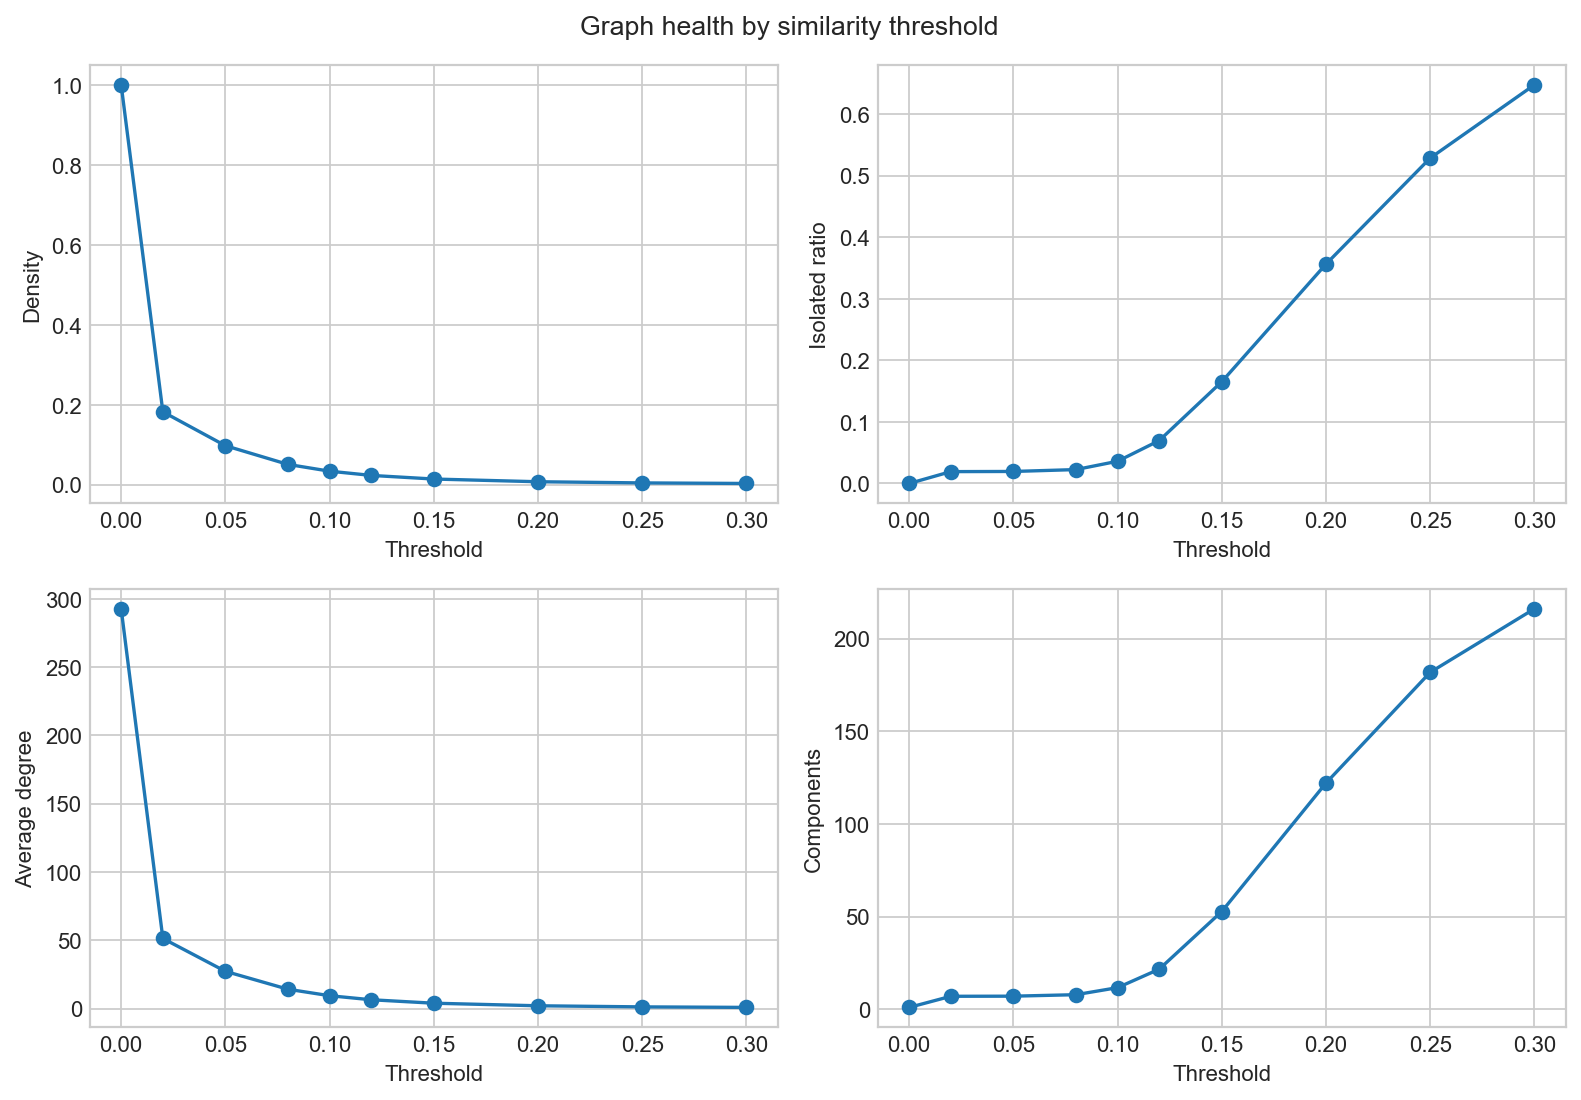 Graph health by similarity threshold
Density
1.0
0.8
0.6
0.4
0.2
0.0
0.00 0.05 0.10 0.15 0.20 0.25 0.30
Threshold
Isolated ratio
0.6
0.5
0.4
0.3
0.2
0.1
0.0
0.00 0.05 0.10 0.15 0.20 0.25 0.30
Threshold
Average degree
300
250
200
150
100
50
0
0.00 0.05 0.10 0.15 0.20 0.25 0.30
Threshold
Components
200
150
100
50
0
0.00 0.05 0.10 0.15 0.20 0.25 0.30
Threshold